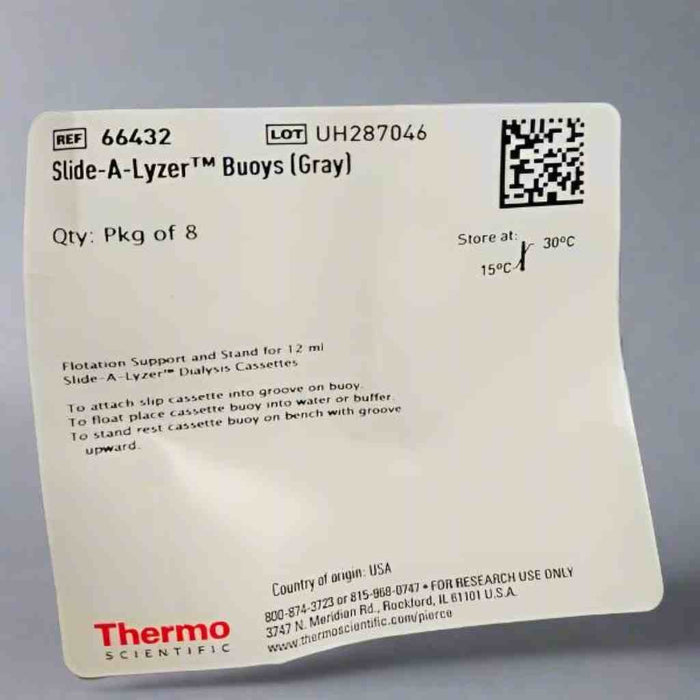 REF 66432 LOT UH287046
Slide-A-Lyzer™ Buoys (Gray)
Qty: Pkg of 8
Store at:
30°C
15°C
Flotation Support and Stand for 12 ml
Slide-A-Lyzer™ Dialysis Cassettes
To attach slip cassette into groove on buoy.
To float place cassette buoy into water or buffer.
To stand rest cassette buoy on bench with groove
upward.
Country of origin: USA
800-874-3723 or 815-968-0747 • FOR RESEARCH USE ONLY
3747 N. Meridian Rd., Rockford, IL 61101 U.S.A.
www.thermoscientific.com/pierce
Thermo
SCIENTIFIC